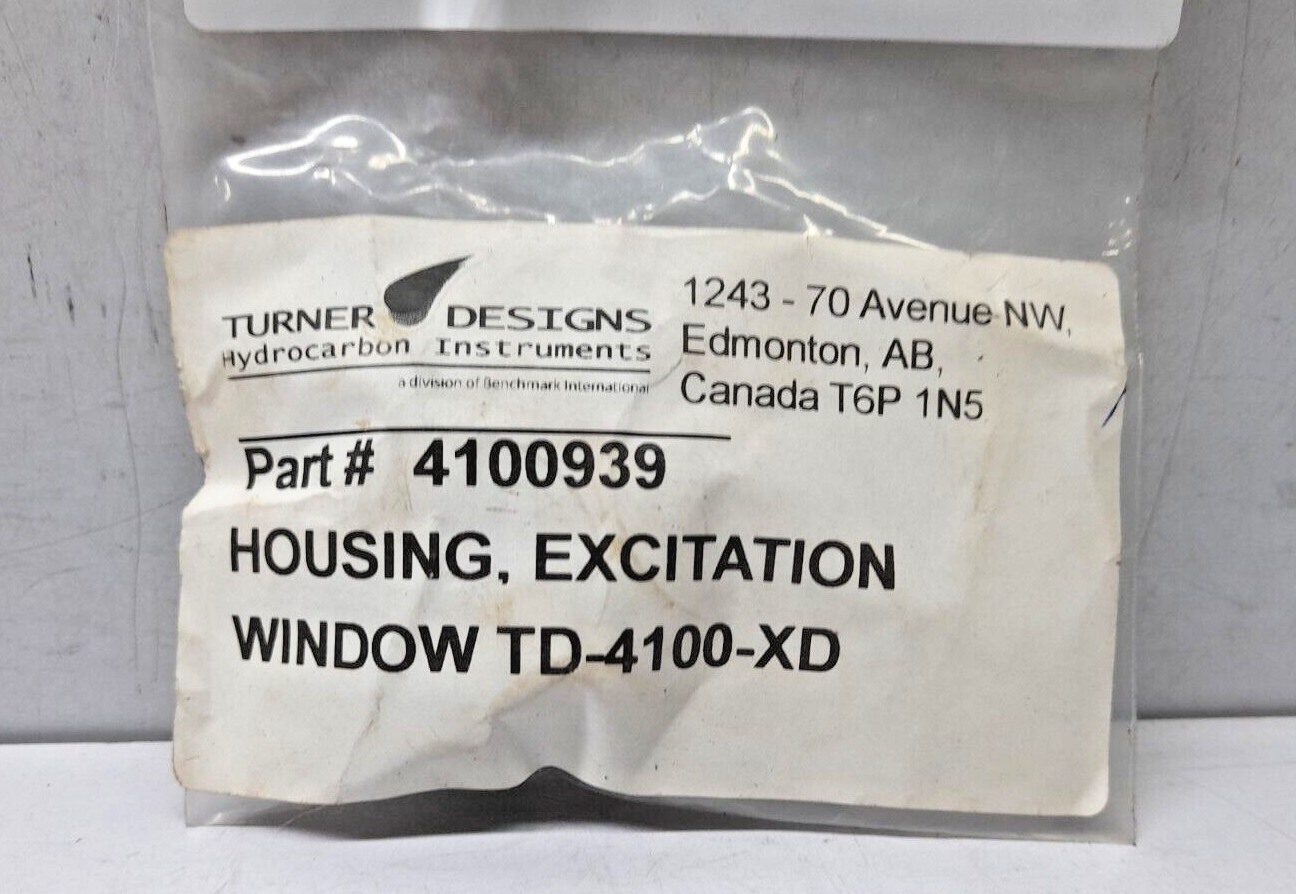 TURNER DESIGNS
Hydrocarbon Instruments
a division of Benchmark International
1243 - 70 Avenue NW,
Edmonton, AB,
Canada T6P 1N5
Part # 4100939
HOUSING, EXCITATION
WINDOW TD-4100-XD